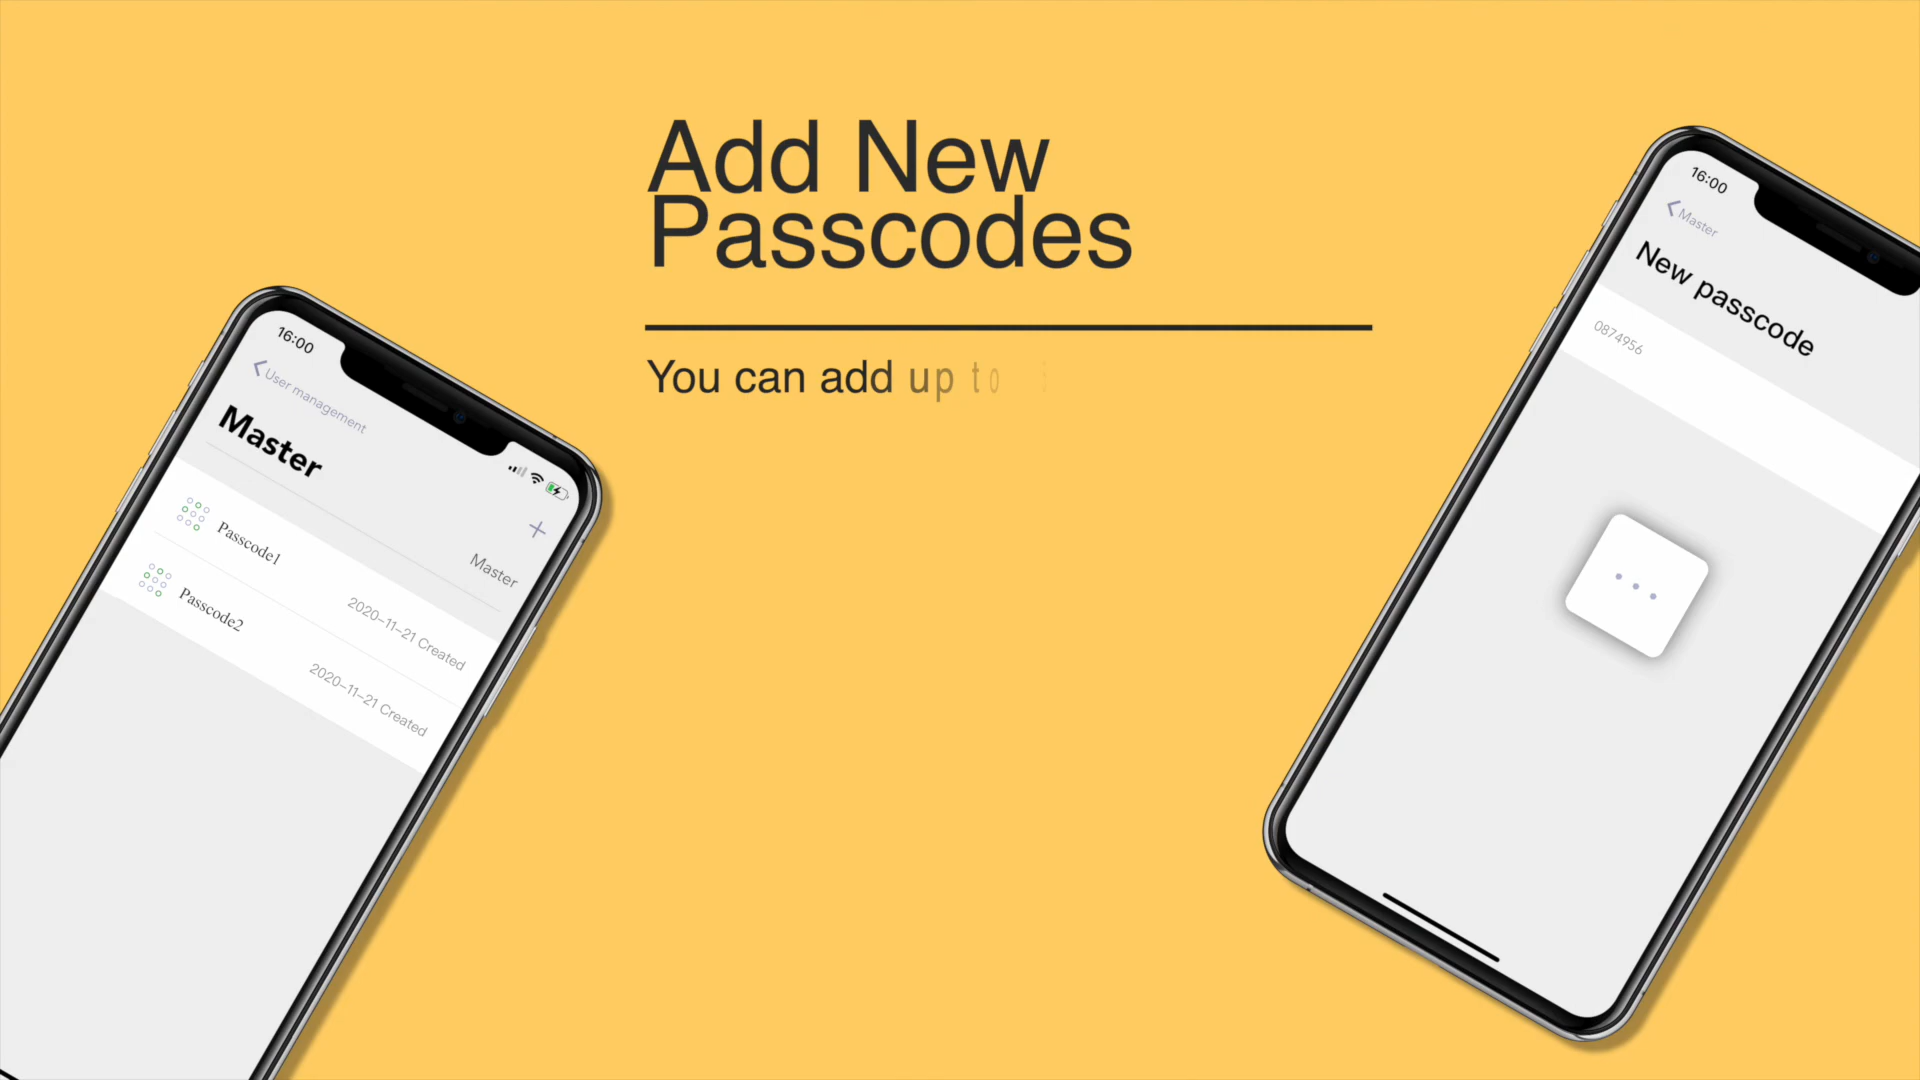 Add New
Passcodes
You can add up to
16:00
User management
Master
Master
Passcode1
2020-11-21 Created
Passcode2
2020-11-21 Created
16:00
Master
New passcode
0874956